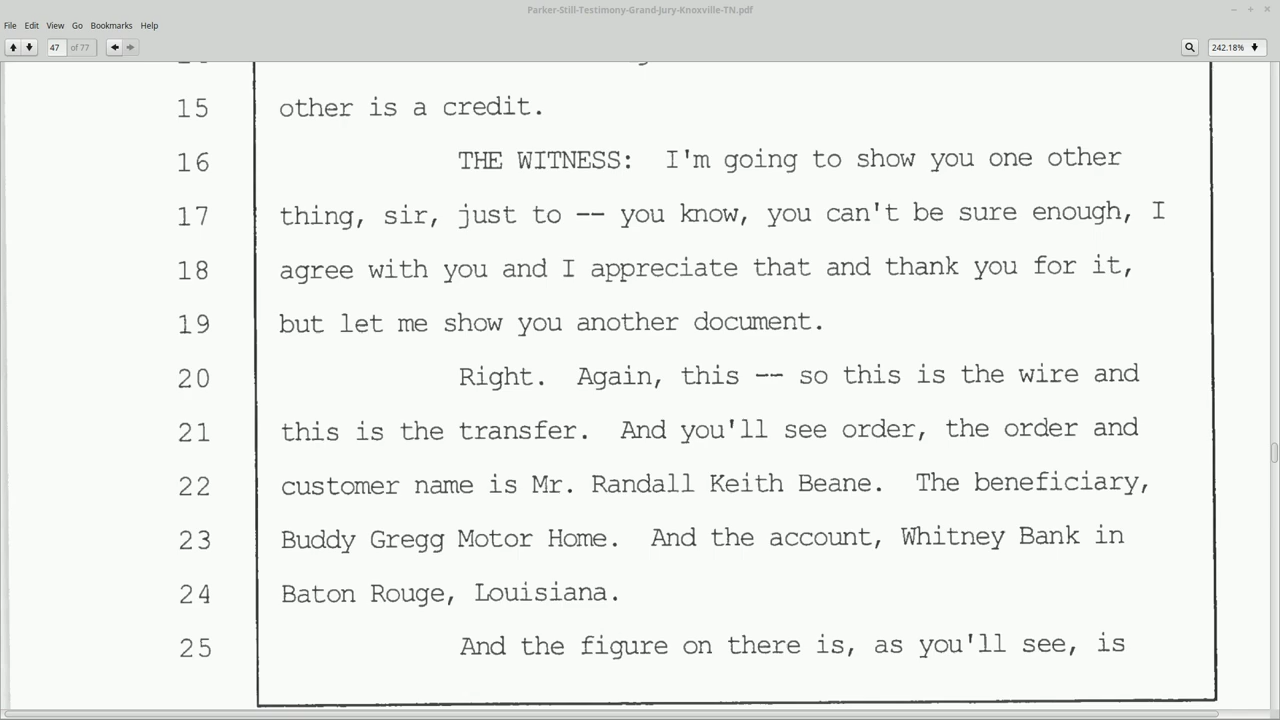 Parker-Still-Testimony-Grand-Jury-Knoxville-TN.pdf
File Edit View Go Bookmarks Help
47 of 77 242.18%
15 other is a credit.
16 THE WITNESS: I'm going to show you one other
17 thing, sir, just to -- you know, you can't be sure enough, I
18 agree with you and I appreciate that and thank you for it,
19 but let me show you another document.
20 Right. Again, this -- so this is the wire and
21 this is the transfer. And you'll see order, the order and
22 customer name is Mr. Randall Keith Beane. The beneficiary,
23 Buddy Gregg Motor Home. And the account, Whitney Bank in
24 Baton Rouge, Louisiana.
25 And the figure on there is, as you'll see, is